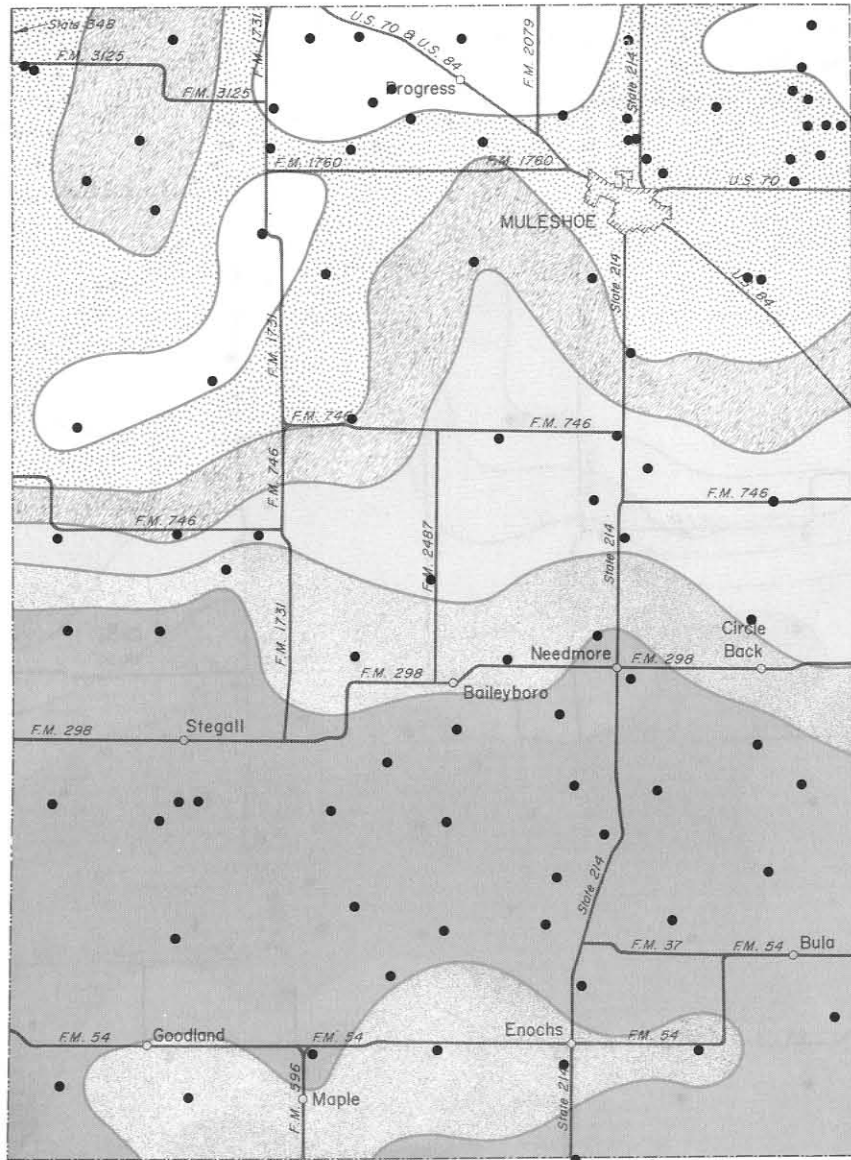 State 348
F.M. 3125
F.M. 3125
F.M. 1731
U.S. 70 & U.S. 84
F.M. 2079
State 214
Progress
F.M. 1760
F.M. 1760
U.S. 70
MULESHOE
State 214
U.S. 84
F.M. 1731
F.M. 746
F.M. 746
F.M. 746
F.M. 746
F.M. 746
F.M. 2487
State 214
F.M. 1731
Circle
Back
Needmore
F.M. 298
F.M. 298
Baileyboro
Stegall
F.M. 298
State 214
F.M. 37
F.M. 54
Bula
Goodland
F.M. 54
F.M. 54
Enochs
F.M. 54
F.M. 596
Maple
State 214